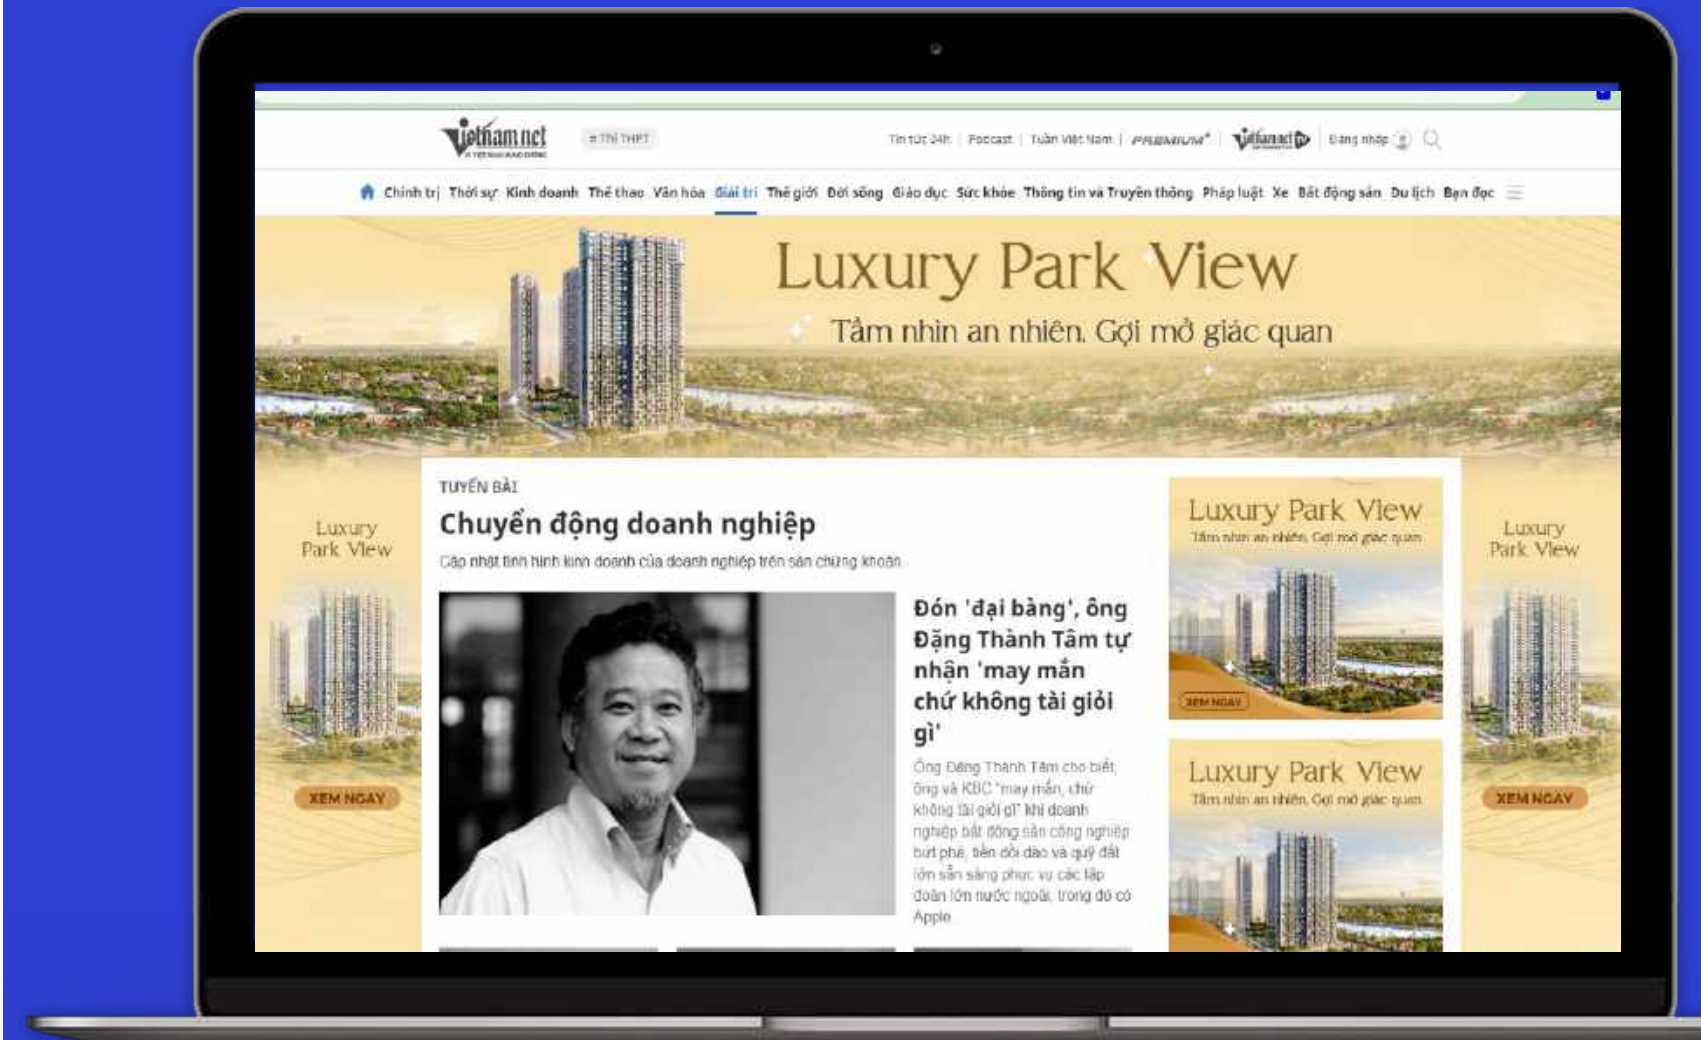 vietnamnet
# Thi THPT
Tin tức 24h | Podcast | Tuần Việt Nam | PREMIUM | vietnamnet | Đăng nhập
Chính trị Thời sự Kinh doanh Thể thao Văn hóa Giải trí Thế giới Đời sống Giáo dục Sức khỏe Thông tin và Truyền thông Pháp luật Xe Bất động sản Du lịch Bạn đọc
Luxury Park View
Tầm nhìn an nhiên. Gợi mở giác quan
Luxury
Park View
XEM NGAY
TUYẾN BÀI
Chuyển động doanh nghiệp
Cập nhật tình hình kinh doanh của doanh nghiệp trên sàn chứng khoán
Đón 'đại bàng', ông
Đặng Thành Tâm tự
nhận 'may mắn
chứ không tài giỏi
gì'
Ông Đặng Thành Tâm cho biết,
ông và KBC "may mắn, chứ
không tài giỏi gì" khi doanh
nghiệp bất động sản công nghiệp
bứt phá, tiền dồi dào và quỹ đất
lớn sẵn sàng phục vụ các tập
đoàn lớn nước ngoài, trong đó có
Apple.
Luxury Park View
Tầm nhìn an nhiên. Gợi mở giác quan
XEM NGAY
Luxury Park View
Tầm nhìn an nhiên. Gợi mở giác quan
Luxury
Park View
XEM NGAY